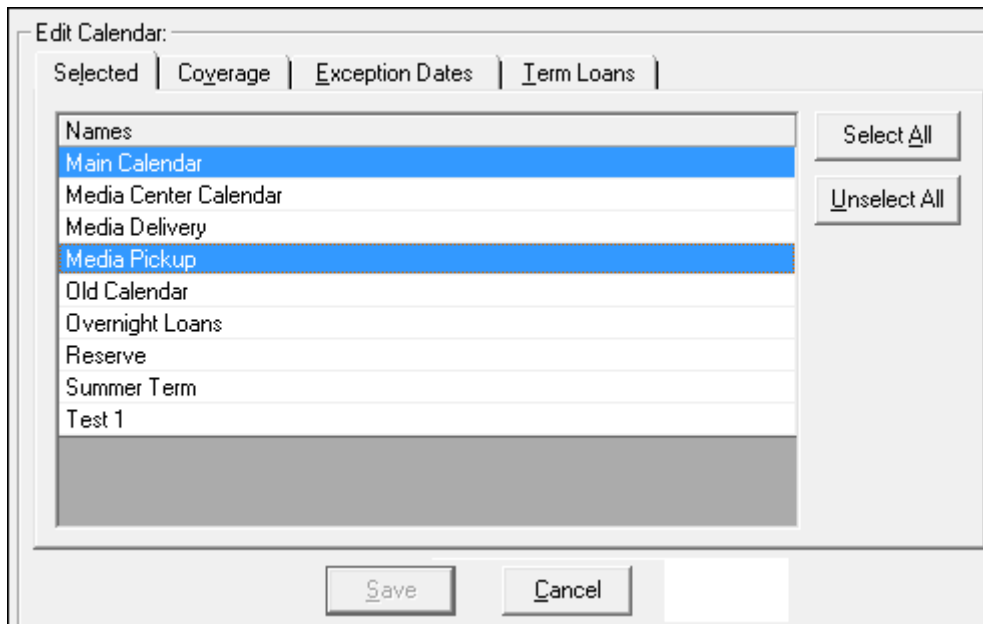 Edit Calendar:
Selected Coverage Exception Dates Term Loans
Names
Select All
Main Calendar
Media Center Calendar
Unselect All
Media Delivery
Media Pickup
Old Calendar
Overnight Loans
Reserve
Summer Term
Test 1
Save Cancel